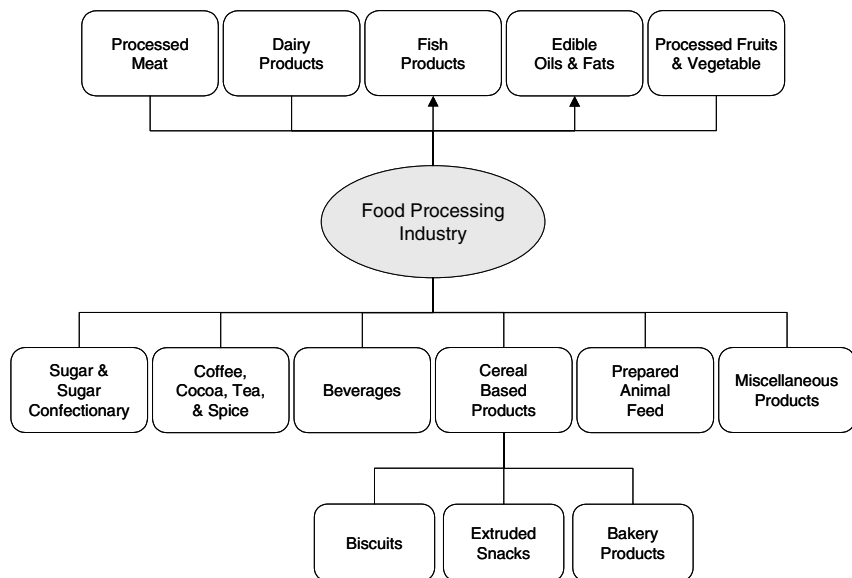 Processed
Meat
Dairy
Products
Fish
Products
Edible
Oils & Fats
Processed Fruits
& Vegetable
Food Processing
Industry
Sugar &
Sugar
Confectionary
Coffee,
Cocoa, Tea,
& Spice
Beverages
Cereal
Based
Products
Prepared
Animal
Feed
Miscellaneous
Products
Biscuits
Extruded
Snacks
Bakery
Products